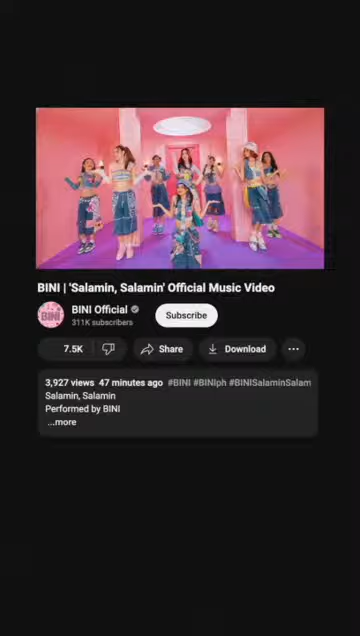 BINI | 'Salamin, Salamin' Official Music Video
BINI
BINI Official
311K subscribers
Subscribe
7.5K
Share
Download
3,927 views 47 minutes ago #BINI #BINIph #BINISalaminSalam
Salamin, Salamin
Performed by BINI
...more